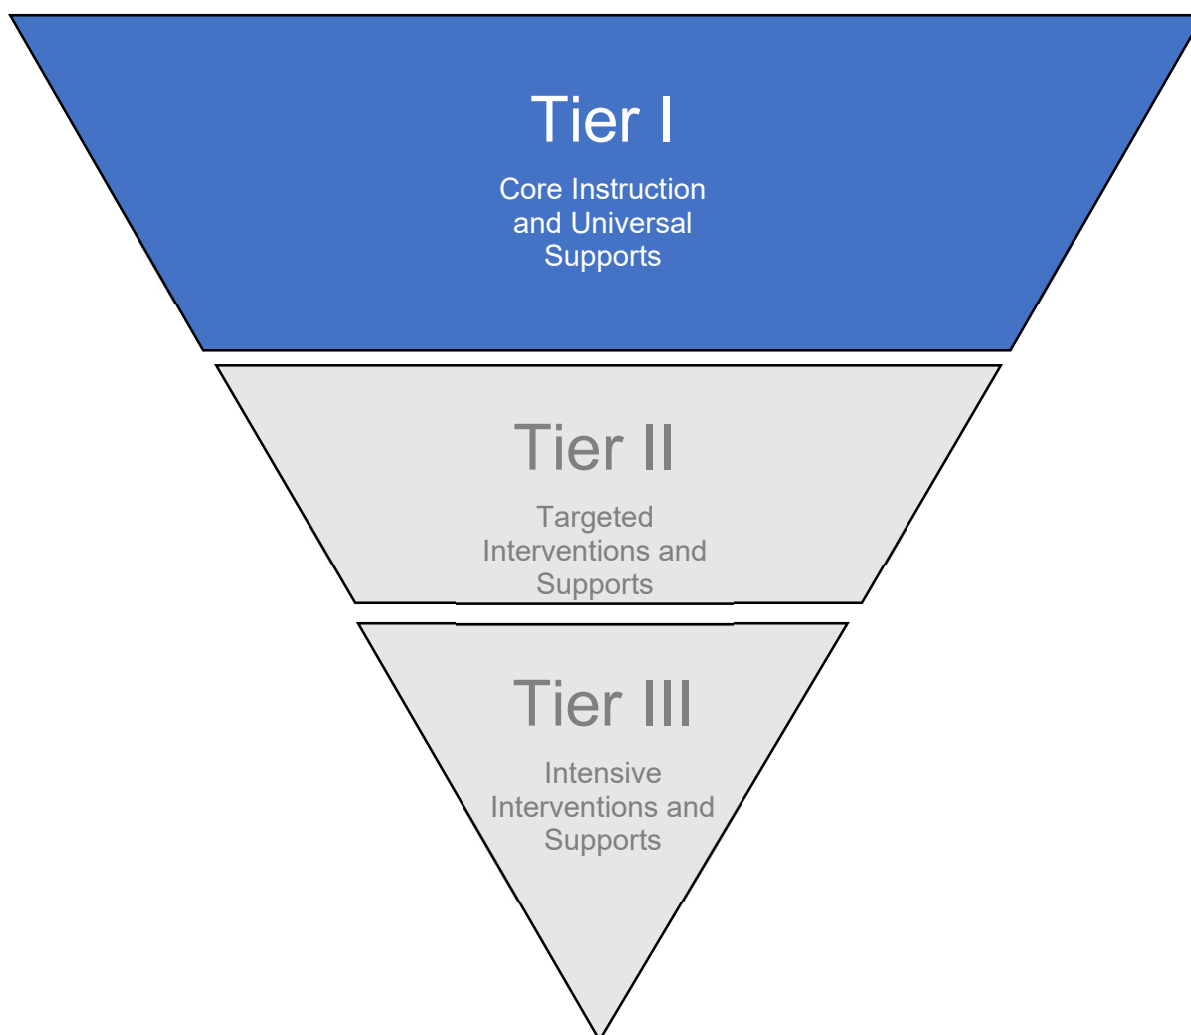 Tier I
Core Instruction
and Universal
Supports
Tier II
Targeted
Interventions and
Supports
Tier III
Intensive
Interventions and
Supports